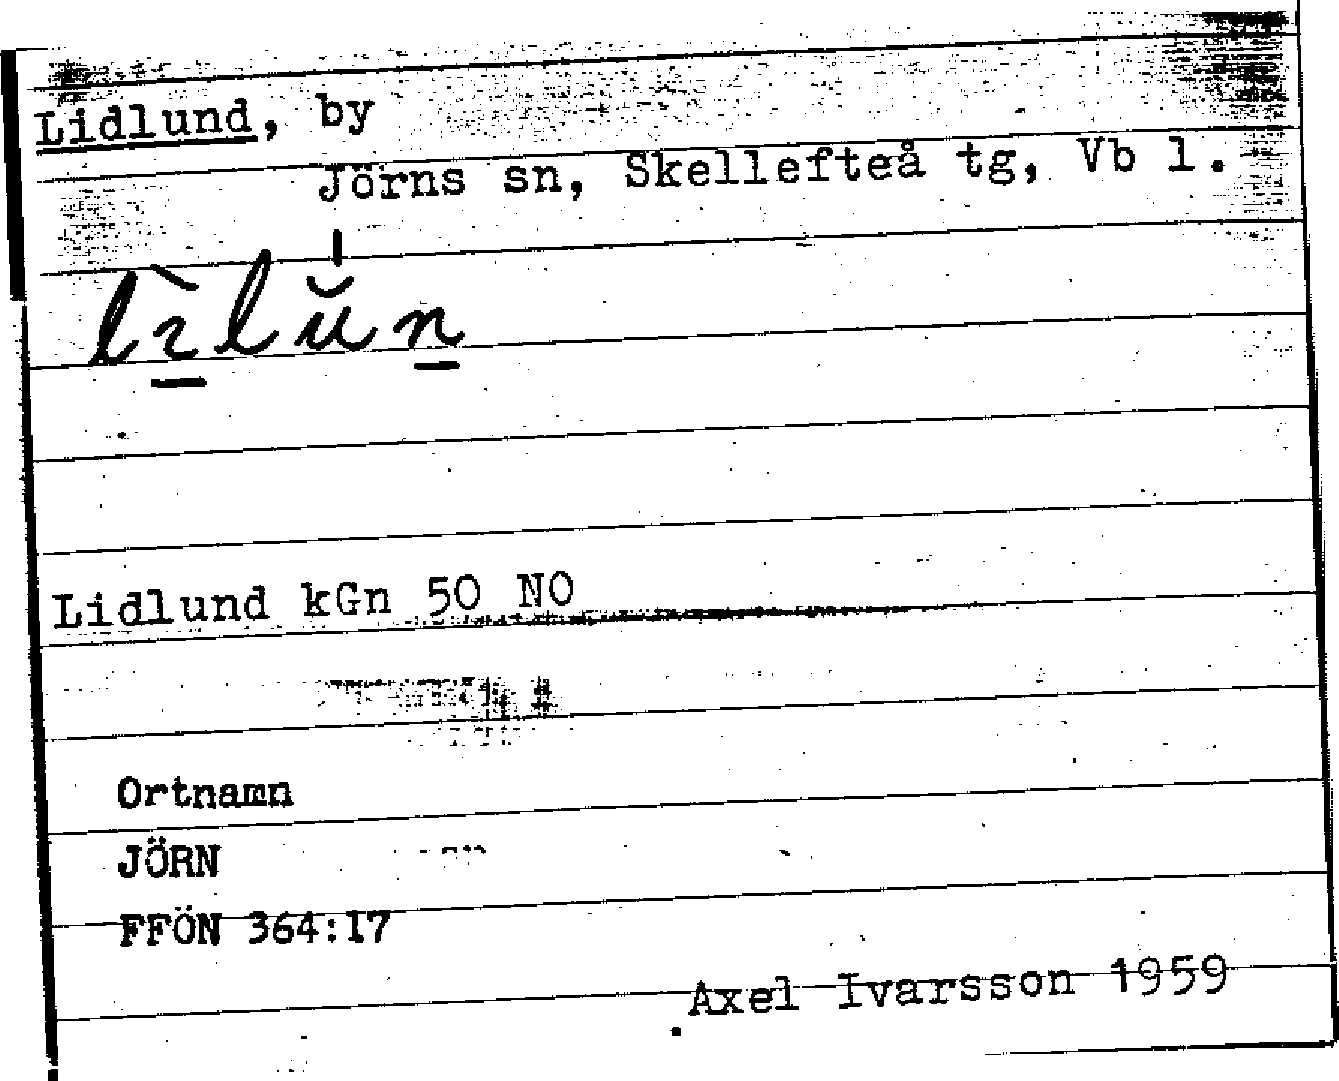 Lidlund, by
Jörns sn, Skellefteå tg, Vb l.
Lidlund kGn 50 NO
Ortnamn
JÖRN
FFÖN 364:17
Axel Ivarsson 1959